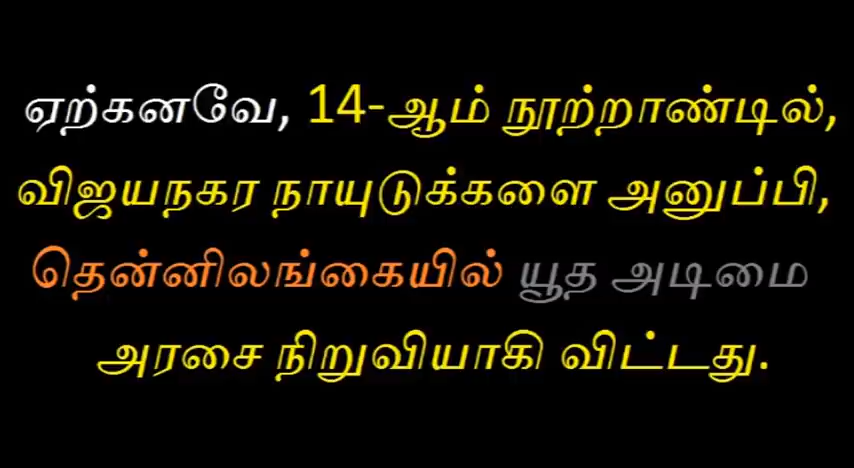 ஏற்கனவே, 14-ஆம் நூற்றாண்டில்,
விஜயநகர நாயுடுக்களை அனுப்பி,
தென்னிலங்கையில் யூத அடிமை
அரசை நிறுவியாகி விட்டது.